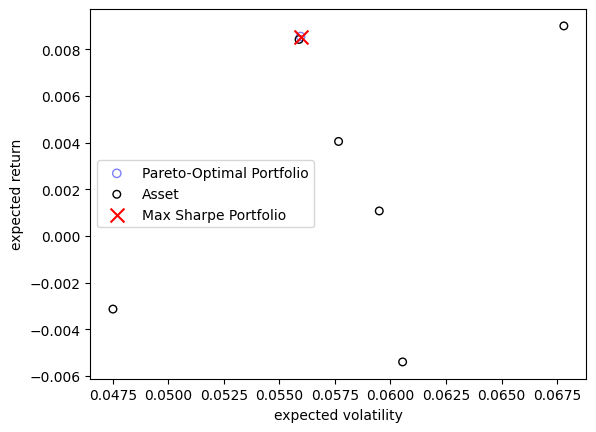 0.008
0.006
0.004
0.002
0.000
−0.002
−0.004
−0.006
expected return
Pareto-Optimal Portfolio
Asset
Max Sharpe Portfolio
0.0475 0.0500 0.0525 0.0550 0.0575 0.0600 0.0625 0.0650 0.0675
expected volatility